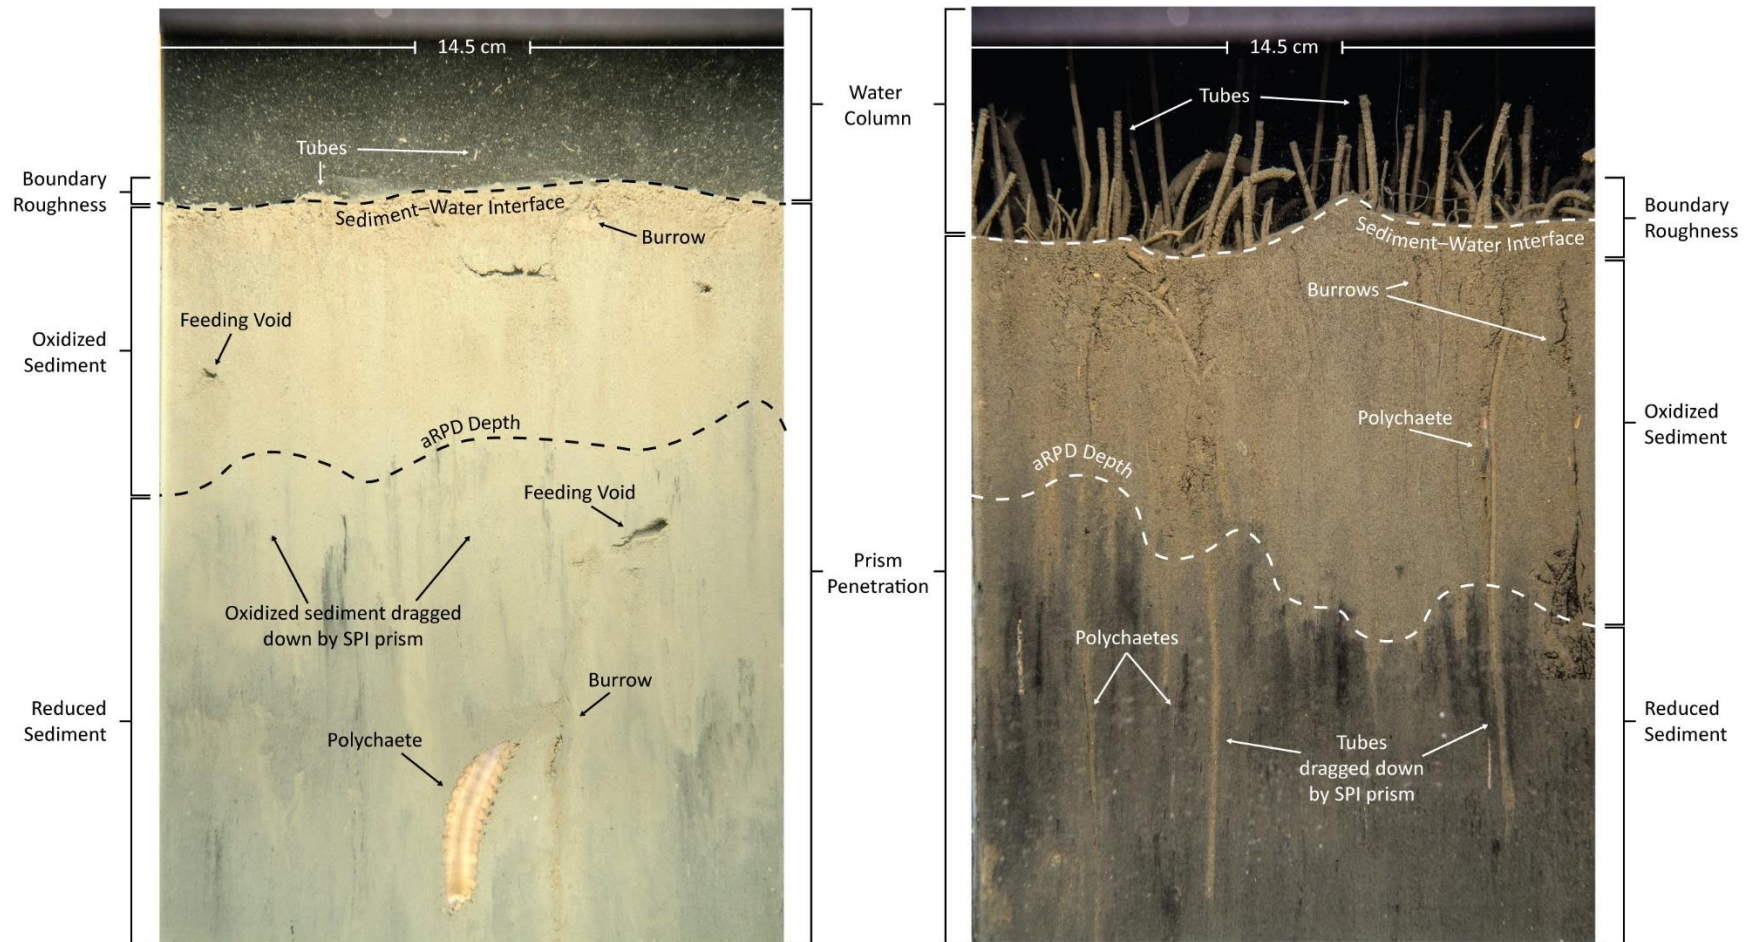 14.5 cm
Tubes
Boundary
Roughness
Sediment–Water Interface
Burrow
Feeding Void
Oxidized
Sediment
aRPD Depth
Feeding Void
Oxidized sediment dragged
down by SPI prism
Burrow
Reduced
Sediment
Polychaete
Water
Column
Prism
Penetration
14.5 cm
Tubes
Boundary
Roughness
Sediment–Water Interface
Burrows
Oxidized
Sediment
Polychaete
aRPD Depth
Polychaetes
Reduced
Sediment
Tubes
dragged down
by SPI prism